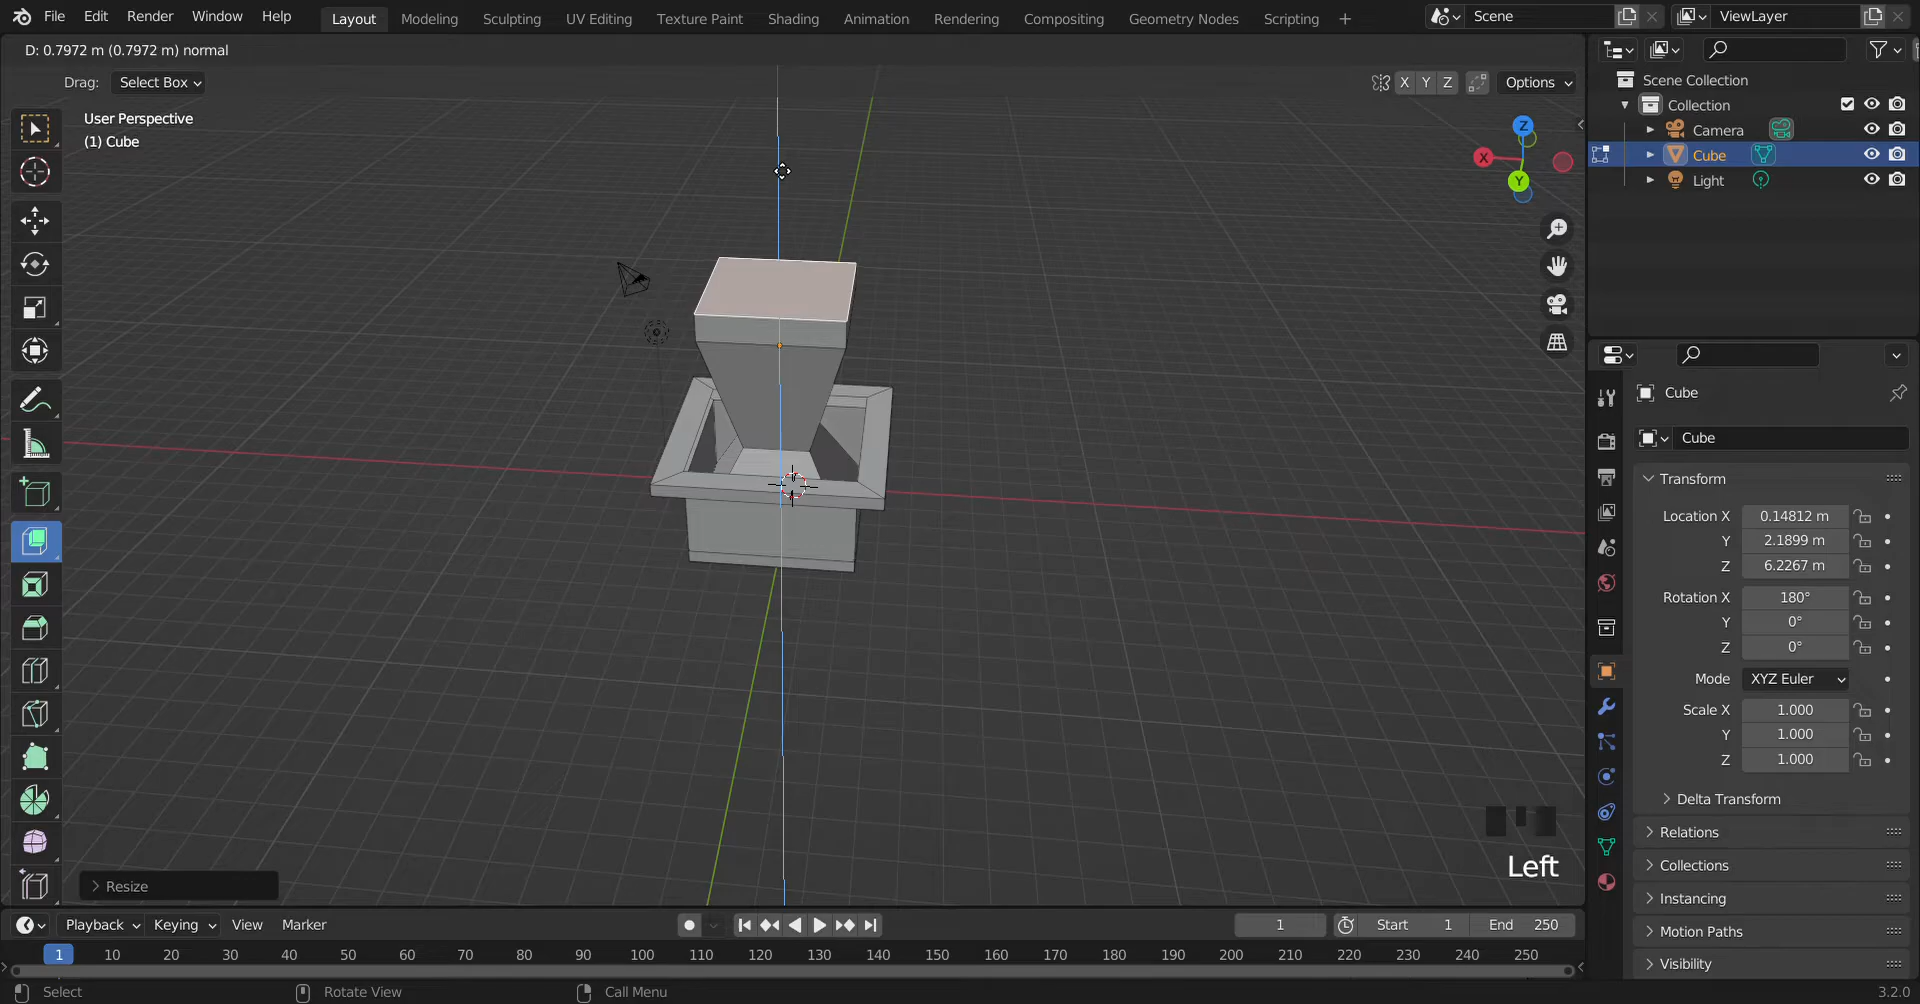 File Edit Render Window Help Layout Modeling Sculpting UV Editing Texture Paint Shading Animation Rendering Compositing Geometry Nodes Scripting + Scene ViewLayer
D: 0.7972 m (0.7972 m) normal
Drag: Select Box X Y Z Options
User Perspective
(1) Cube
Z
X
Y
Scene Collection
Collection
Camera
Cube
Light
Cube
Cube
Transform
Location X 0.14812 m
Y 2.1899 m
Z 6.2267 m
Rotation X 180°
Y 0°
Z 0°
Mode XYZ Euler
Scale X 1.000
Y 1.000
Z 1.000
Delta Transform
Relations
Collections
Instancing
Motion Paths
Visibility
Left
Resize
Playback Keying View Marker 1 Start 1 End 250
1 10 20 30 40 50 60 70 80 90 100 110 120 130 140 150 160 170 180 190 200 210 220 230 240 250
Select Rotate View Call Menu 3.2.0